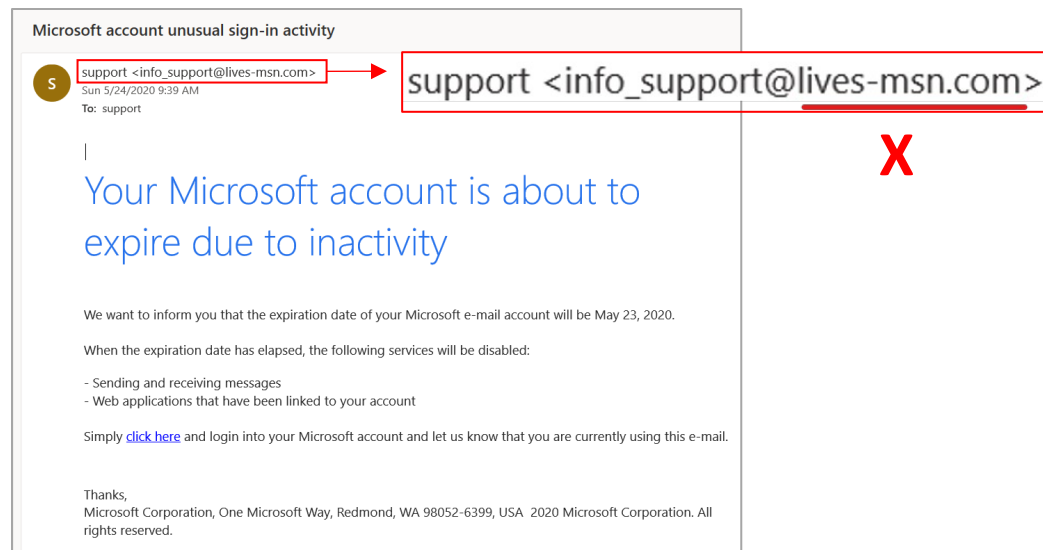 Microsoft account unusual sign-in activity
S
support <info_support@lives-msn.com>
support <info_support@lives-msn.com>
Sun 5/24/2020 9:39 AM
To: support
X
Your Microsoft account is about to
expire due to inactivity
We want to inform you that the expiration date of your Microsoft e-mail account will be May 23, 2020.
When the expiration date has elapsed, the following services will be disabled:
- Sending and receiving messages
- Web applications that have been linked to your account
Simply click here and login into your Microsoft account and let us know that you are currently using this e-mail.
Thanks,
Microsoft Corporation, One Microsoft Way, Redmond, WA 98052-6399, USA 2020 Microsoft Corporation. All
rights reserved.